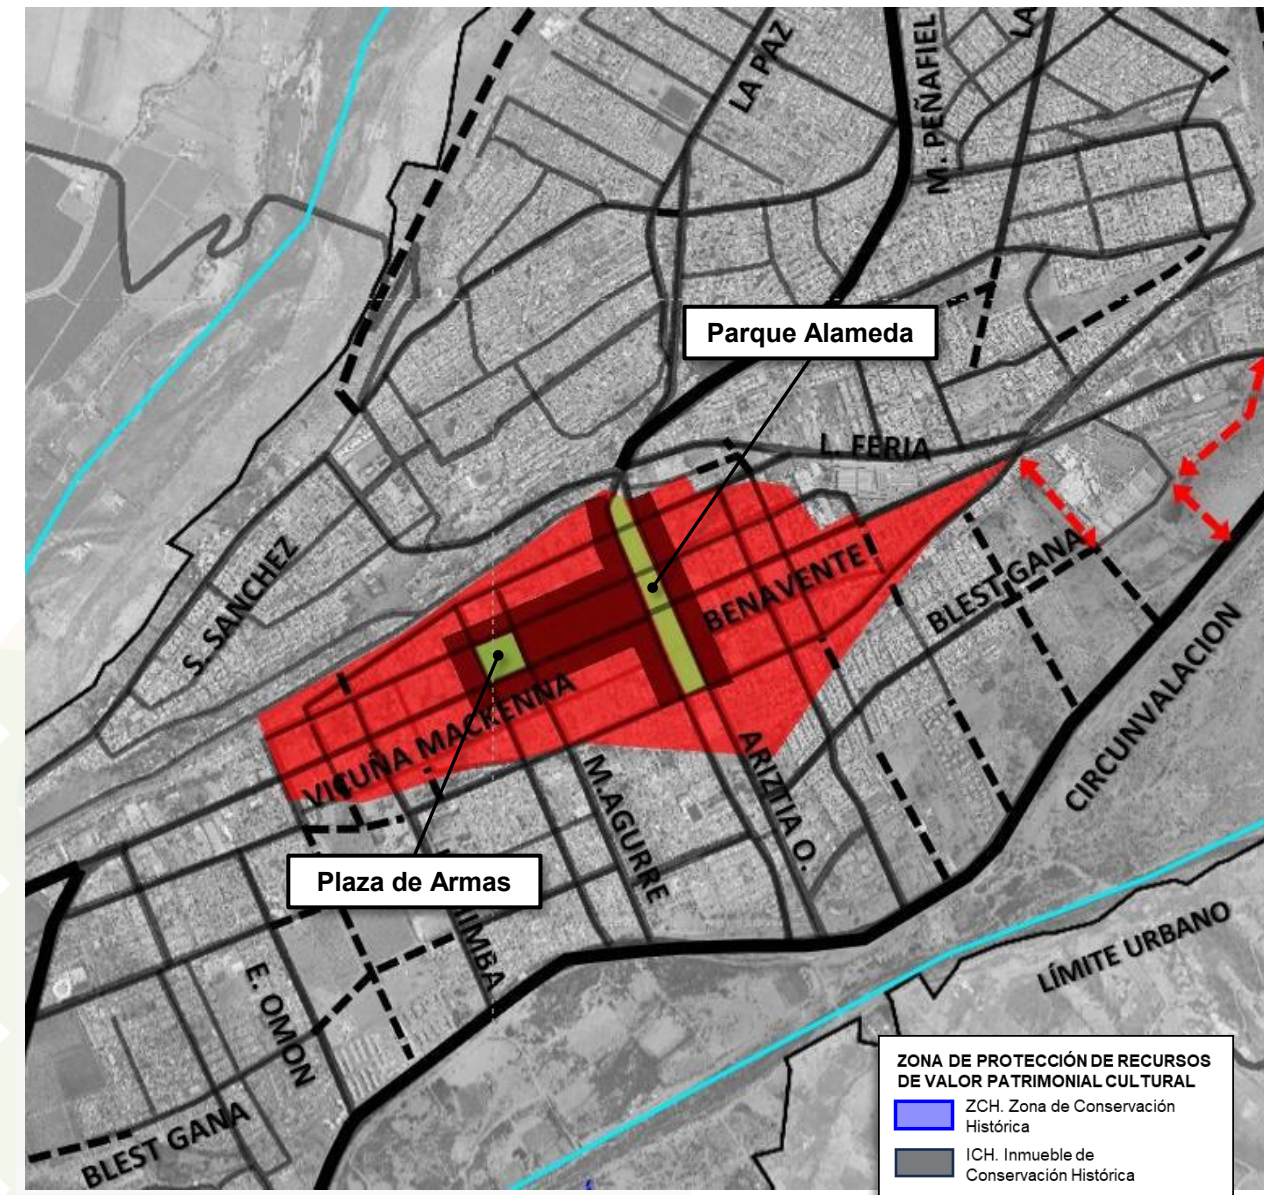 LA PAZ
M. PEÑAFIEL
LA
Parque Alameda
L. FERIA
S. SANCHEZ
BENAVENTE
BLEST GANA
VICUÑA MACKENNA
CIRCUNVALACION
M.AGURRE
ARIZTIA O.
Plaza de Armas
LÍMITE URBANO
E. OMON
BLEST GANA
ZONA DE PROTECCIÓN DE RECURSOS
DE VALOR PATRIMONIAL CULTURAL
ZCH. Zona de Conservación
Histórica
ICH. Inmueble de
Conservación Histórica